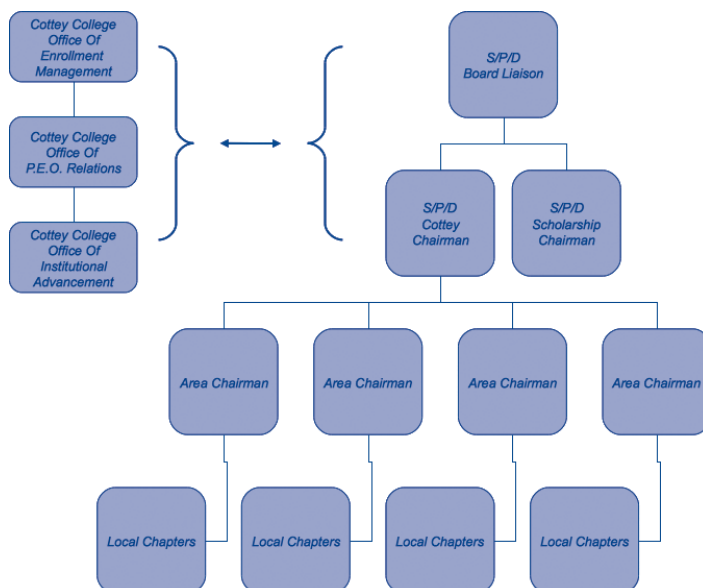 Cottey College
Office Of
Enrollment
Management
Cottey College
Office Of
P.E.O. Relations
Cottey College
Office Of
Institutional
Advancement
S/P/D
Board Liaison
S/P/D
Cottey
Chairman
S/P/D
Scholarship
Chairman
Area Chairman
Area Chairman
Area Chairman
Area Chairman
Local Chapters
Local Chapters
Local Chapters
Local Chapters